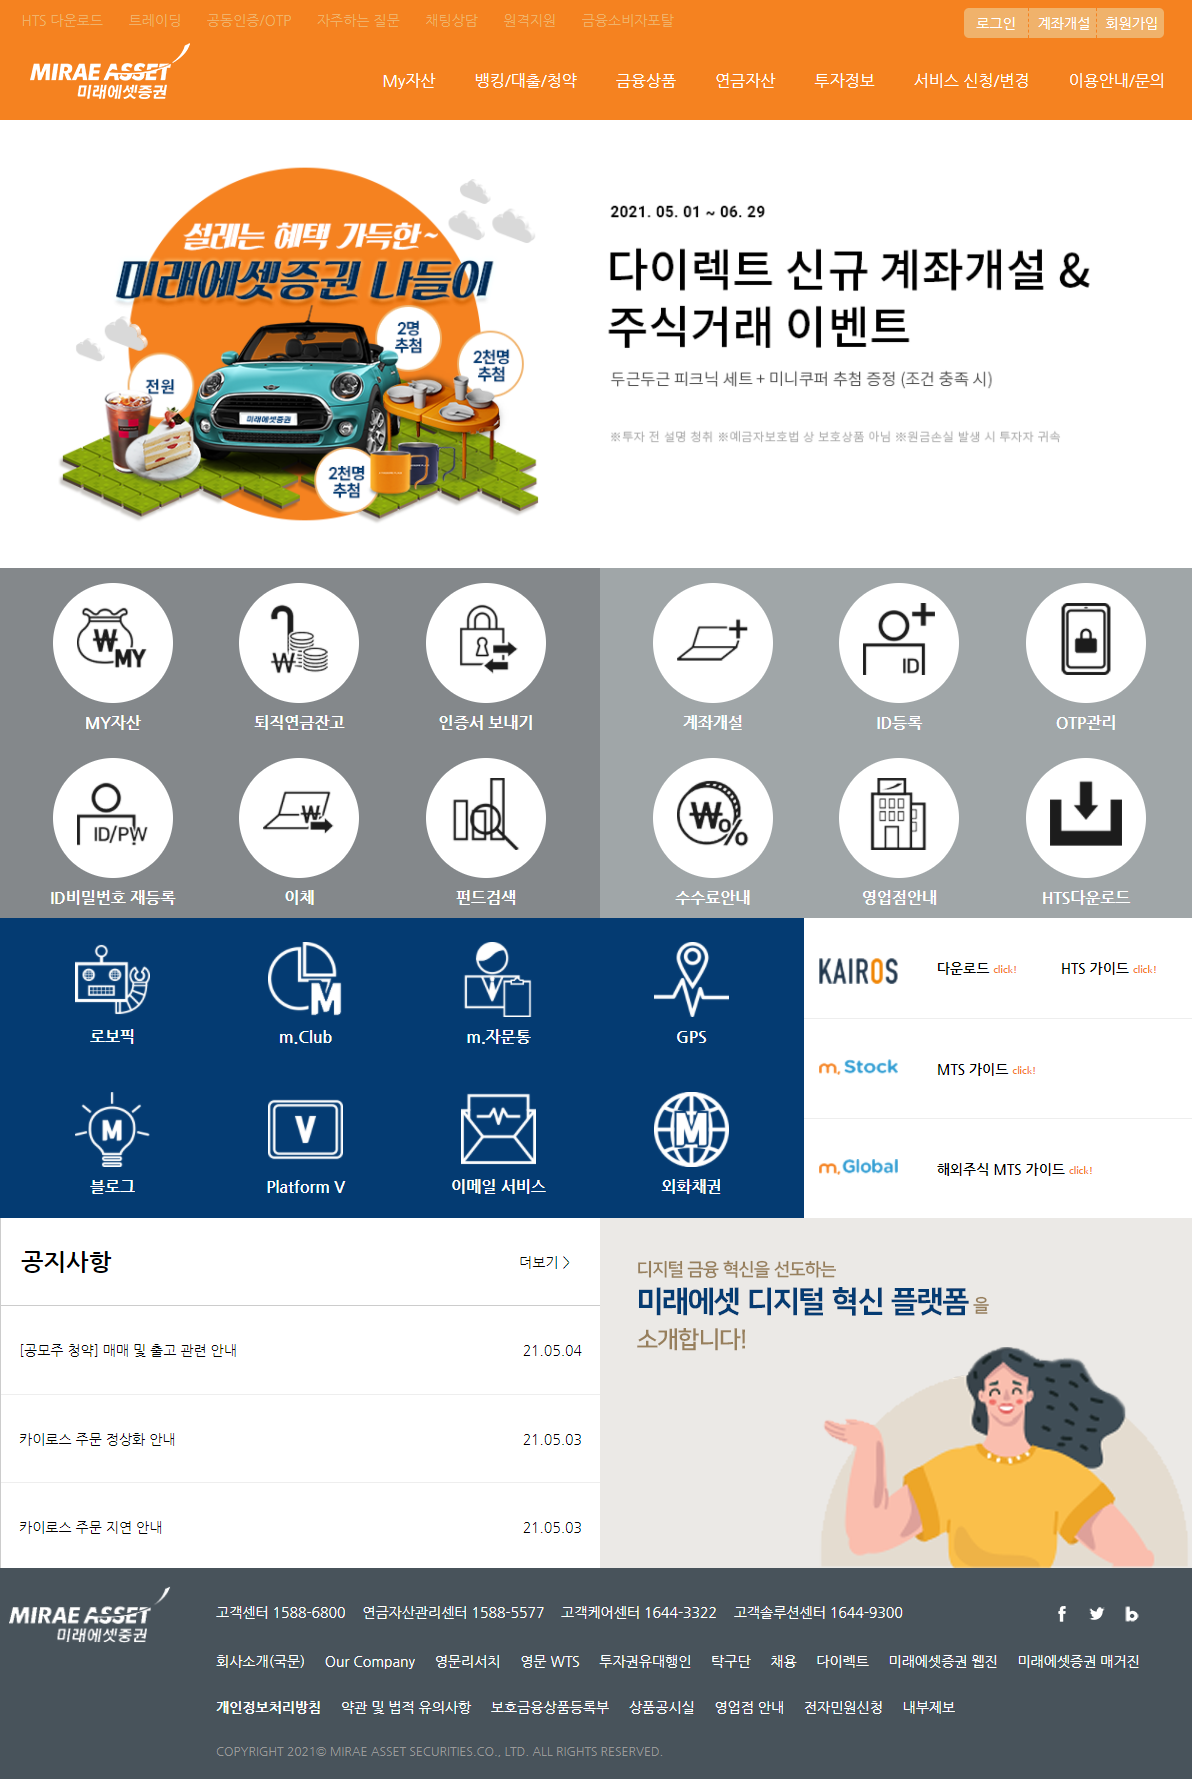 HTS 다운로드 트레이딩 공동인증/OTP 자주하는 질문 채팅상담 원격지원 금융소비자포탈
로그인 계좌개설 회원가입
MIRAE ASSET
미래에셋증권
My자산 뱅킹/대출/청약 금융상품 연금자산 투자정보 서비스 신청/변경 이용안내/문의
설레는 혜택 가득한~
미래에셋증권 나들이
2명
추첨
2천명
추첨
전원
미래에셋증권
2천명
추첨
2021. 05. 01 ~ 06. 29
다이렉트 신규 계좌개설 &
주식거래 이벤트
두근두근 피크닉 세트 + 미니쿠퍼 추첨 증정 (조건 충족 시)
※투자 전 설명 청취 ※예금자보호법 상 보호상품 아님 ※원금손실 발생 시 투자자 귀속
₩ MY
₩
ID
MY자산 퇴직연금잔고 인증서 보내기 계좌개설 ID등록 OTP관리
ID/PW
₩
₩%
ID비밀번호 재등록 이체 펀드검색 수수료안내 영업점안내 HTS다운로드
M
로보픽 m.Club m.자문통 GPS
M
V
M
블로그 Platform V 이메일 서비스 외화채권
KAIROS 다운로드 click! HTS 가이드 click!
m.Stock MTS 가이드 click!
m.Global 해외주식 MTS 가이드 click!
공지사항 더보기 >
[공모주 청약] 매매 및 출고 관련 안내 21.05.04
카이로스 주문 정상화 안내 21.05.03
카이로스 주문 지연 안내 21.05.03
디지털 금융 혁신을 선도하는
미래에셋 디지털 혁신 플랫폼 을
소개합니다!
MIRAE ASSET
미래에셋증권
고객센터 1588-6800 연금자산관리센터 1588-5577 고객케어센터 1644-3322 고객솔루션센터 1644-9300
회사소개(국문) Our Company 영문리서치 영문 WTS 투자권유대행인 탁구단 채용 다이렉트 미래에셋증권 웹진 미래에셋증권 매거진
개인정보처리방침 약관 및 법적 유의사항 보호금융상품등록부 상품공시실 영업점 안내 전자민원신청 내부제보
COPYRIGHT 2021© MIRAE ASSET SECURITIES.CO., LTD. ALL RIGHTS RESERVED.